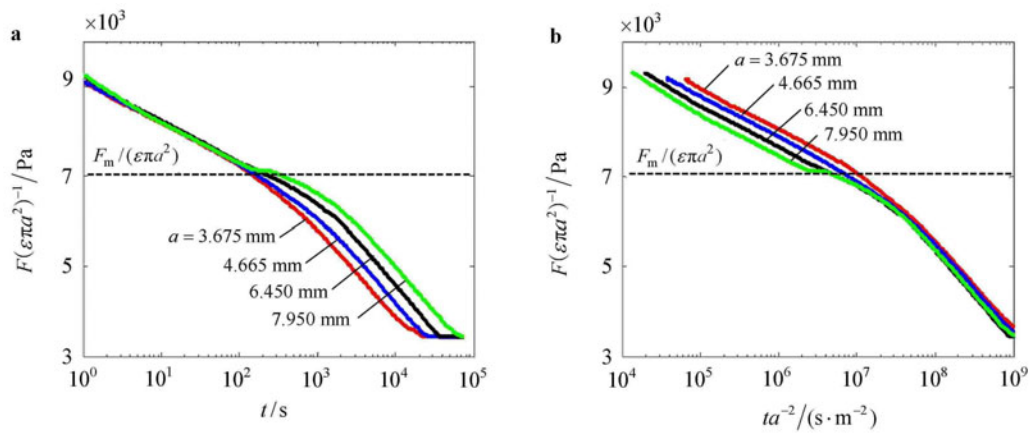 a
×10³
9
7
5
3
F(επa²)⁻¹/Pa
Fₘ/(επa²)
a = 3.675 mm
4.665 mm
6.450 mm
7.950 mm
10⁰ 10¹ 10² 10³ 10⁴ 10⁵
t/s
b
×10³
9
7
5
3
F(επa²)⁻¹/Pa
a = 3.675 mm
4.665 mm
6.450 mm
7.950 mm
Fₘ/(επa²)
10⁴ 10⁵ 10⁶ 10⁷ 10⁸ 10⁹
ta⁻²/(s·m⁻²)